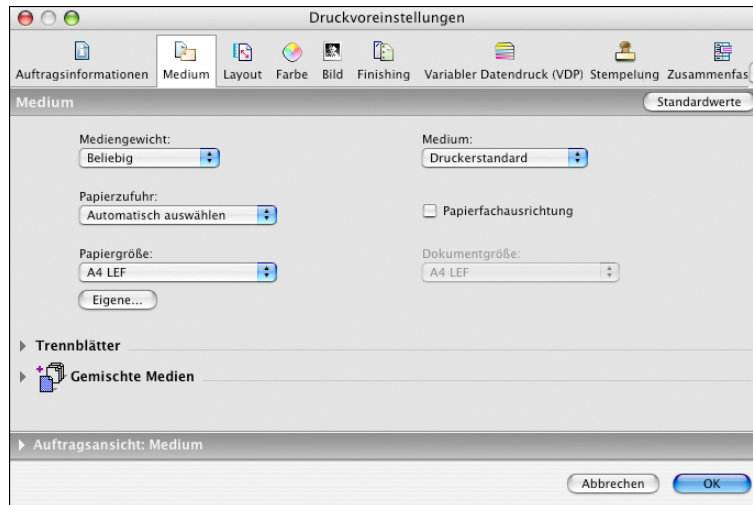 Druckvoreinstellungen
Auftragsinformationen Medium Layout Farbe Bild Finishing Variabler Datendruck (VDP) Stempelung Zusammenfas
Medium Standardwerte
Mediengewicht: Medium:
Beliebig Druckerstandard
Papierzufuhr:
Automatisch auswählen Papierfachausrichtung
Papiergröße: Dokumentgröße:
A4 LEF A4 LEF
Eigene...
Trennblätter
Gemischte Medien
Auftragsansicht: Medium
Abbrechen OK